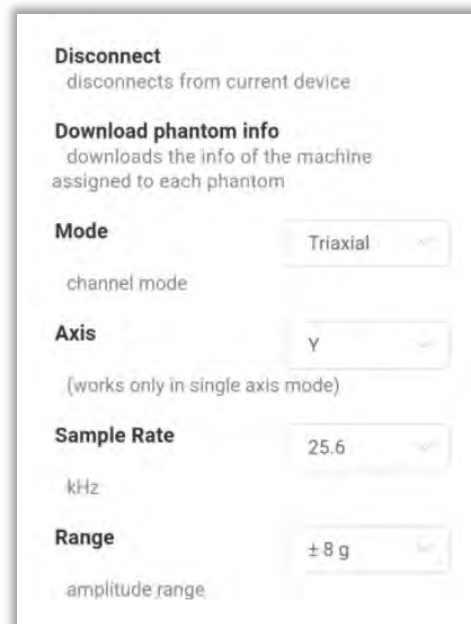 Disconnect
disconnects from current device
Download phantom info
downloads the info of the machine
assigned to each phantom
Mode
Triaxial
channel mode
Axis
Y
(works only in single axis mode)
Sample Rate
25.6
kHz
Range
± 8 g
amplitude range